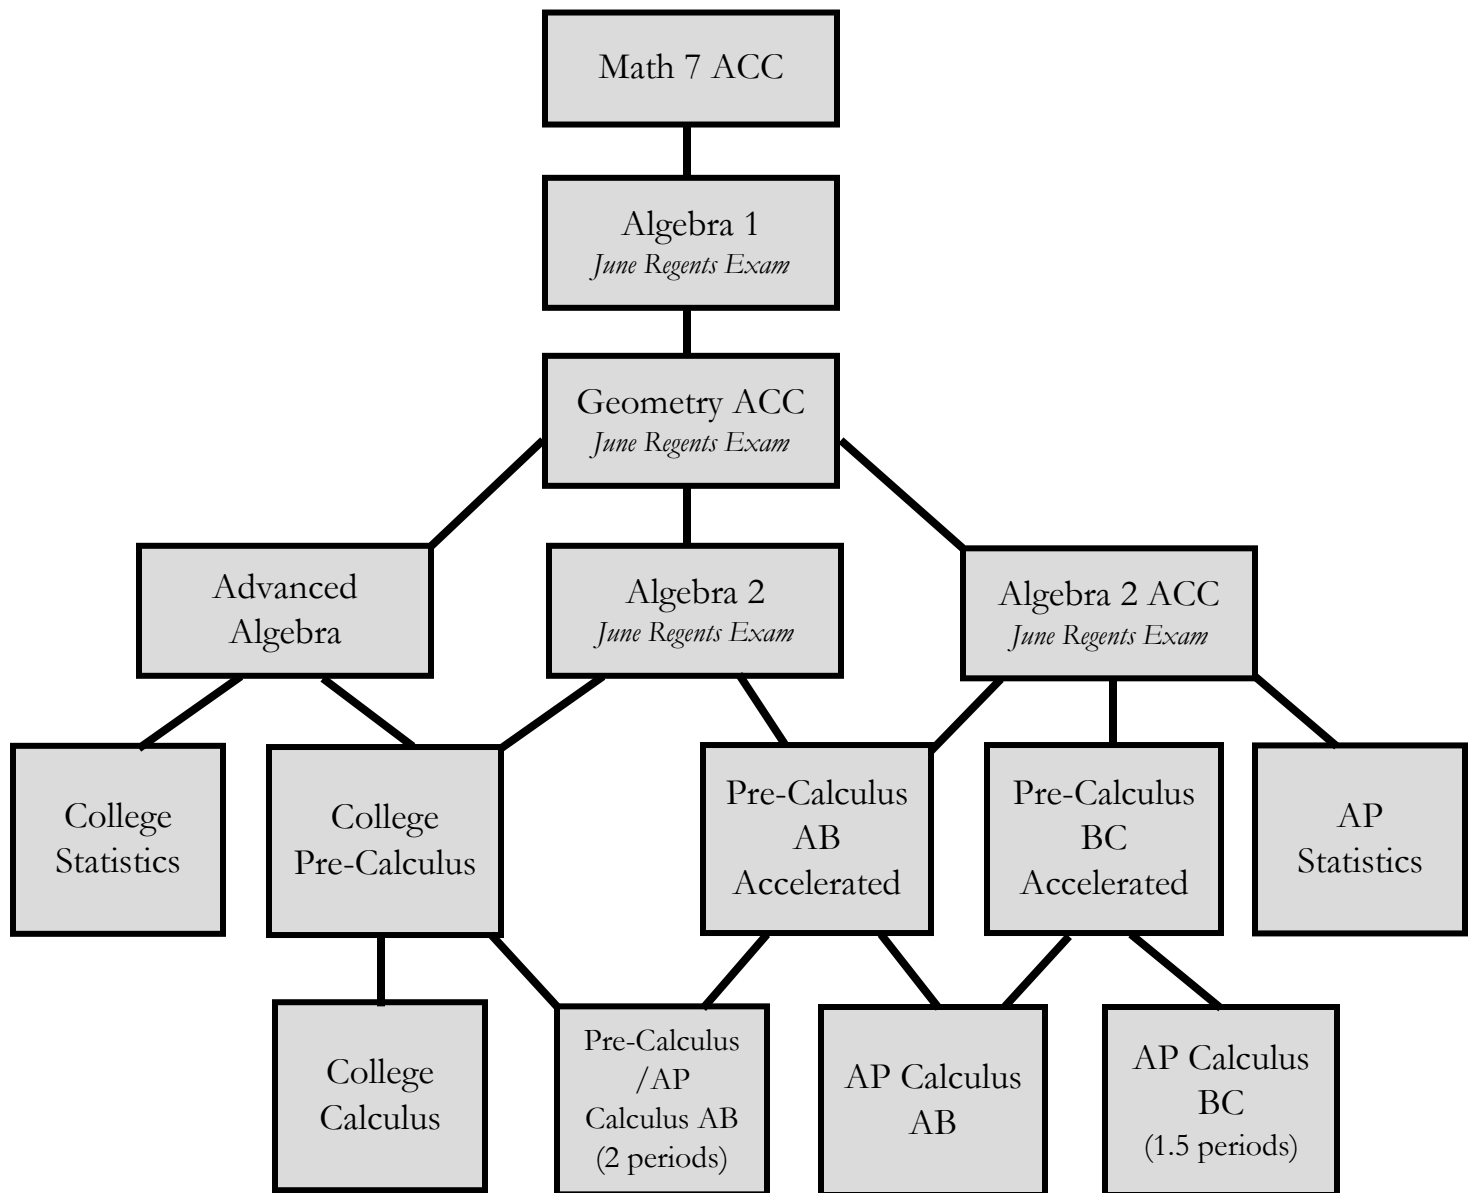 Math 7 ACC
Algebra 1
June Regents Exam
Geometry ACC
June Regents Exam
Advanced
Algebra
Algebra 2
June Regents Exam
Algebra 2 ACC
June Regents Exam
College
Statistics
College
Pre-Calculus
Pre-Calculus
AB
Accelerated
Pre-Calculus
BC
Accelerated
AP
Statistics
College
Calculus
Pre-Calculus
/AP
Calculus AB
(2 periods)
AP Calculus
AB
AP Calculus
BC
(1.5 periods)